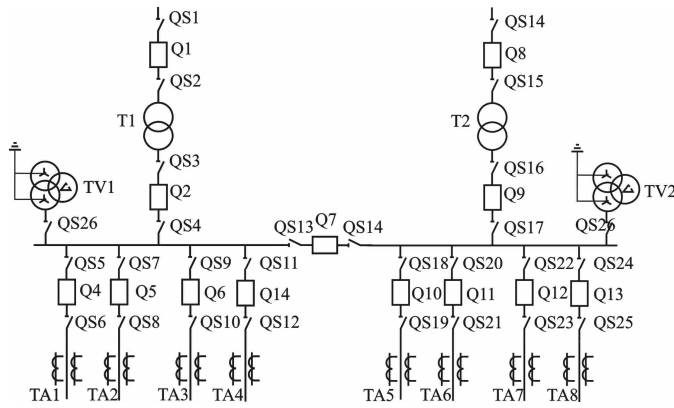 QS1
QS14
Q1
Q8
QS2
QS15
T1
T2
QS3
QS16
TV1
Q2
Q9
TV2
QS26
QS4
QS13
Q7
QS14
QS17
QS26
QS5
QS7
QS9
QS11
QS18
QS20
QS22
QS24
Q4
Q5
Q6
Q14
Q10
Q11
Q12
Q13
QS6
QS8
QS10
QS12
QS19
QS21
QS23
QS25
TA1
TA2
TA3
TA4
TA5
TA6
TA7
TA8